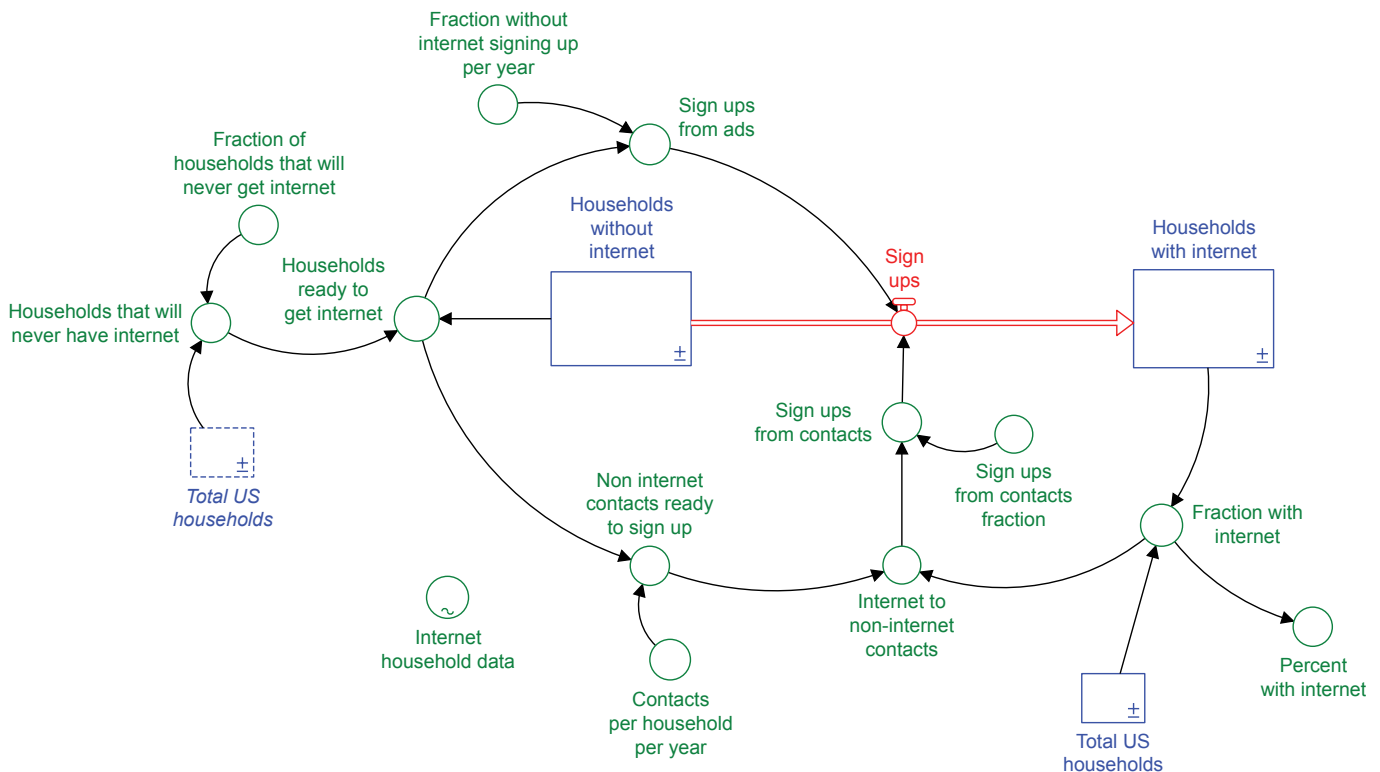 Fraction without
internet signing up
per year
Sign ups
from ads
Fraction of
households that will
never get internet
Households
without
internet
Households
with internet
Households
ready to
get internet
Sign
ups
Households that will
never have internet
±
±
Sign ups
from contacts
±
Total US
households
Sign ups
from contacts
fraction
Non internet
contacts ready
to sign up
Fraction with
internet
~
Internet
household data
Internet to
non-internet
contacts
Percent
with internet
Contacts
per household
per year
±
Total US
households